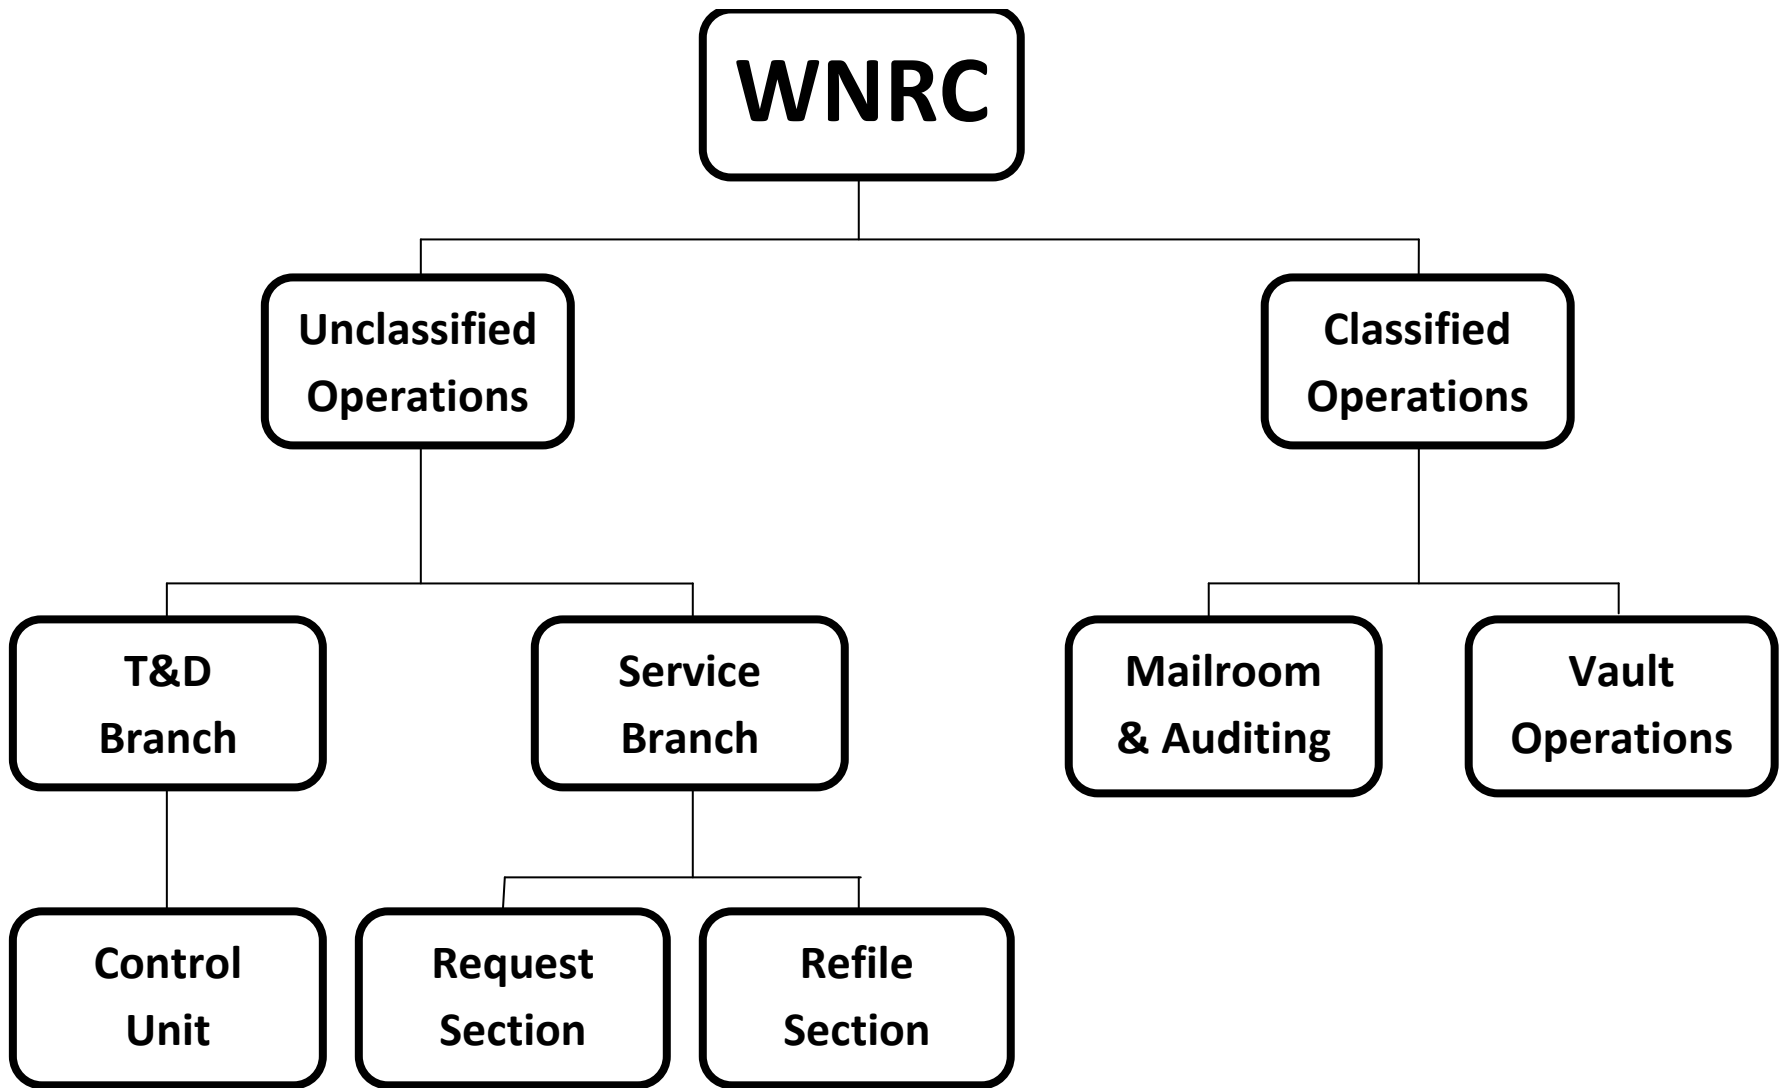 WNRC
Unclassified
Operations
Classified
Operations
T&D
Branch
Service
Branch
Mailroom
& Auditing
Vault
Operations
Control
Unit
Request
Section
Refile
Section